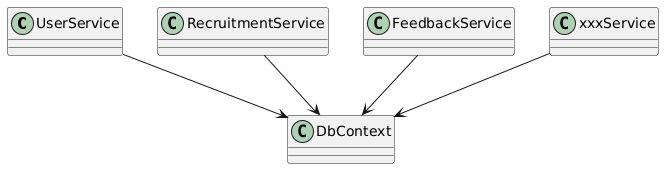 C UserService
C RecruitmentService
C FeedbackService
C xxxService
C DbContext